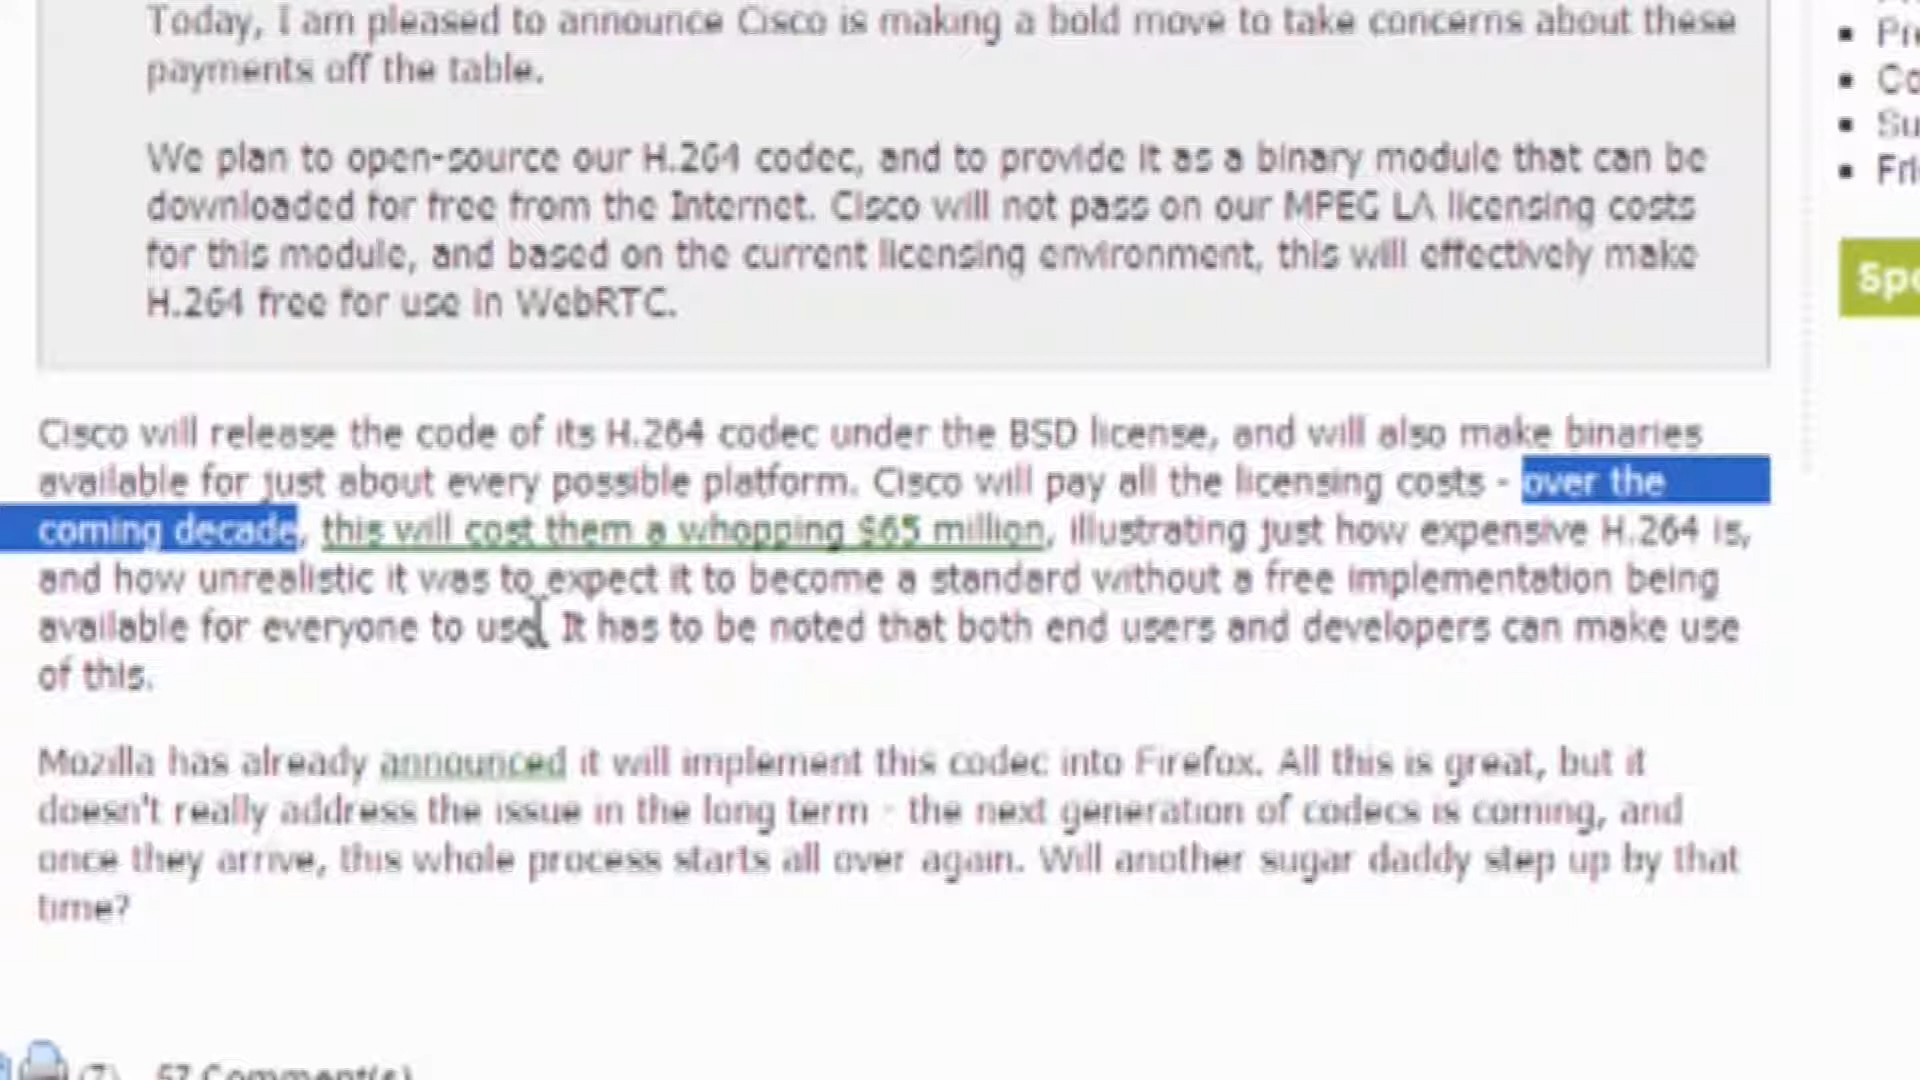 Today, I am pleased to announce Cisco is making a bold move to take concerns about these
payments off the table.
We plan to open-source our H.264 codec, and to provide it as a binary module that can be
downloaded for free from the Internet. Cisco will not pass on our MPEG LA licensing costs
for this module, and based on the current licensing environment, this will effectively make
H.264 free for use in WebRTC.
Cisco will release the code of its H.264 codec under the BSD license, and will also make binaries
available for just about every possible platform. Cisco will pay all the licensing costs - over the
coming decade, this will cost them a whopping $65 million, illustrating just how expensive H.264 is,
and how unrealistic it was to expect it to become a standard without a free implementation being
available for everyone to use. It has to be noted that both end users and developers can make use
of this.
Mozilla has already announced it will implement this codec into Firefox. All this is great, but it
doesn't really address the issue in the long term - the next generation of codecs is coming, and
once they arrive, this whole process starts all over again. Will another sugar daddy step up by that
time?
(7) 57 Comment(s)
Pr
Co
Su
Fri
Spo